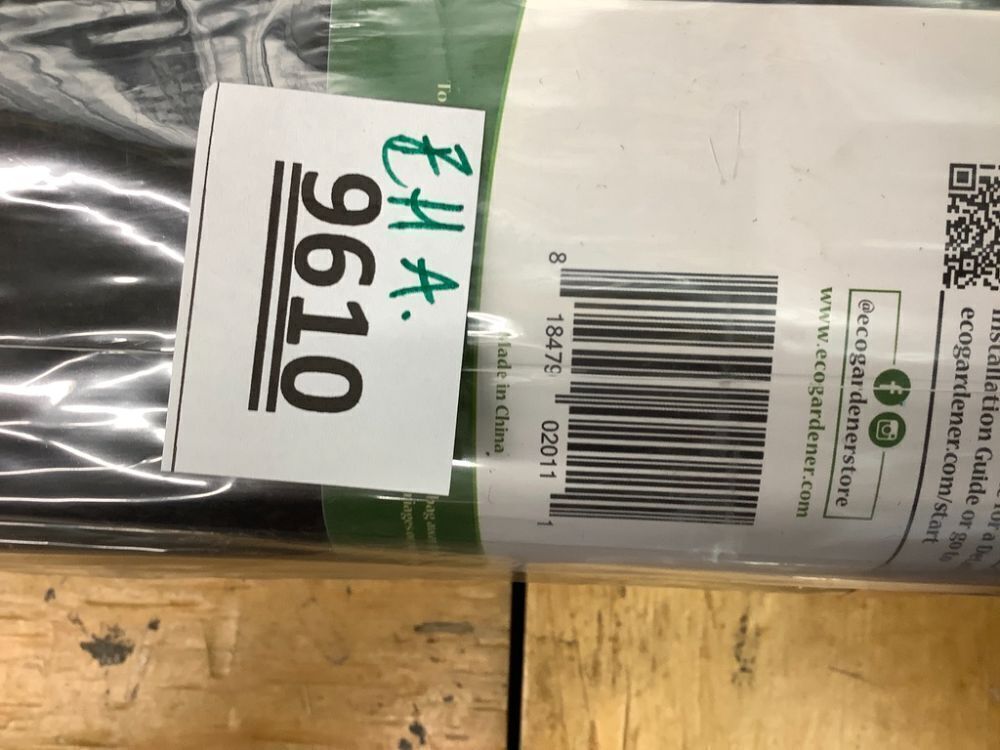 9610
To
Made in China
8 18479 02011 1
www.ecogardener.com
@ecogardenerstore
Installation Guide or go to
ecogardener.com/start